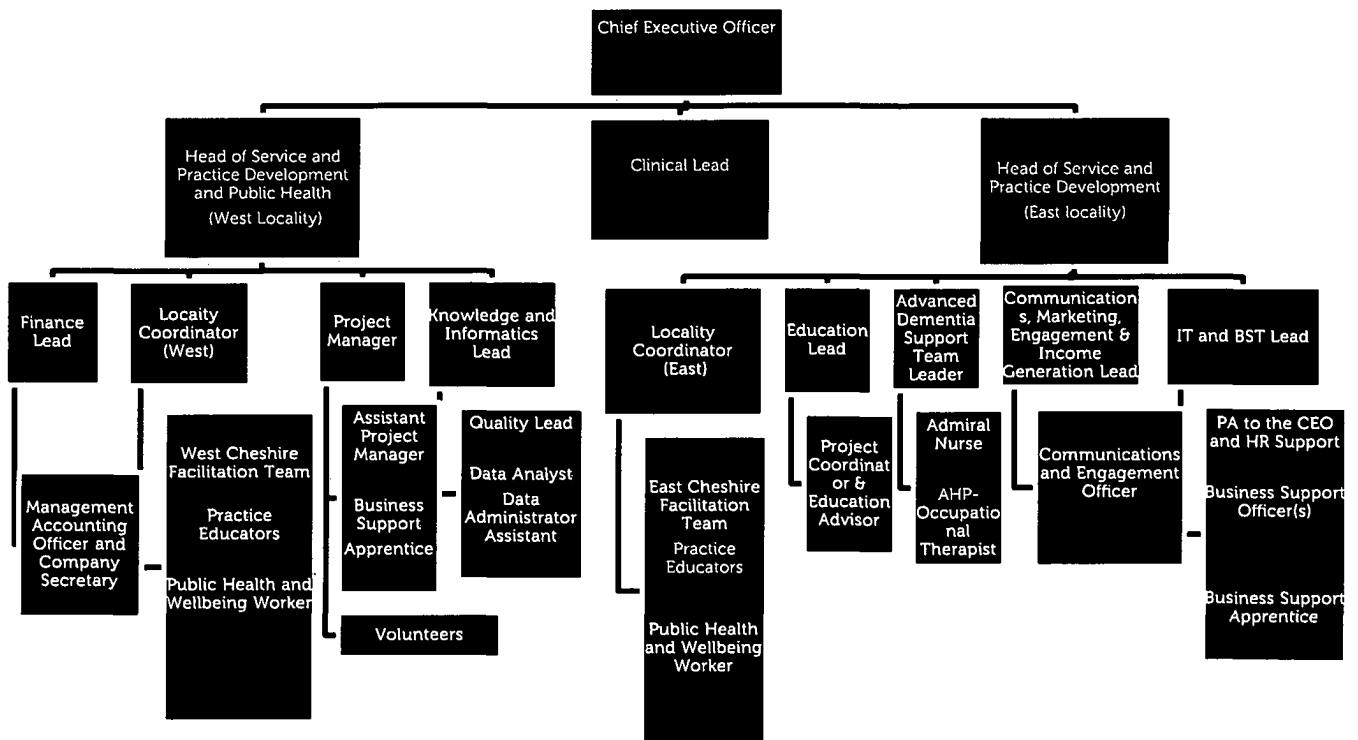 Chief Executive Officer
Head of Service and
Practice Development
and Public Health
(West Locality)
Clinical Lead
Head of Service and
Practice Development
(East locality)
Finance
Lead
Locaity
Coordinator
(West)
Project
Manager
Knowledge and
Informatics
Lead
Locality
Coordinator
(East)
Education
Lead
Advanced
Dementia
Support
Team
Leader
Communication
s, Marketing,
Engagement &
Income
Generation Lead
IT and BST Lead
Management
Accounting
Officer and
Company
Secretary
West Cheshire
Facilitation Team
Practice
Educators
Public Health and
Wellbeing Worker
Assistant
Project
Manager
Business
Support
Apprentice
Volunteers
Quality Lead
Data Analyst
Data
Administrator
Assistant
East Cheshire
Facilitation
Team
Practice
Educators
Public Health
and Wellbeing
Worker
Project
Coordinat
or &
Education
Advisor
Admiral
Nurse
AHP-
Occupatio
nal
Therapist
Communications
and Engagement
Officer
PA to the CEO
and HR Support
Business Support
Officer(s)
Business Support
Apprentice